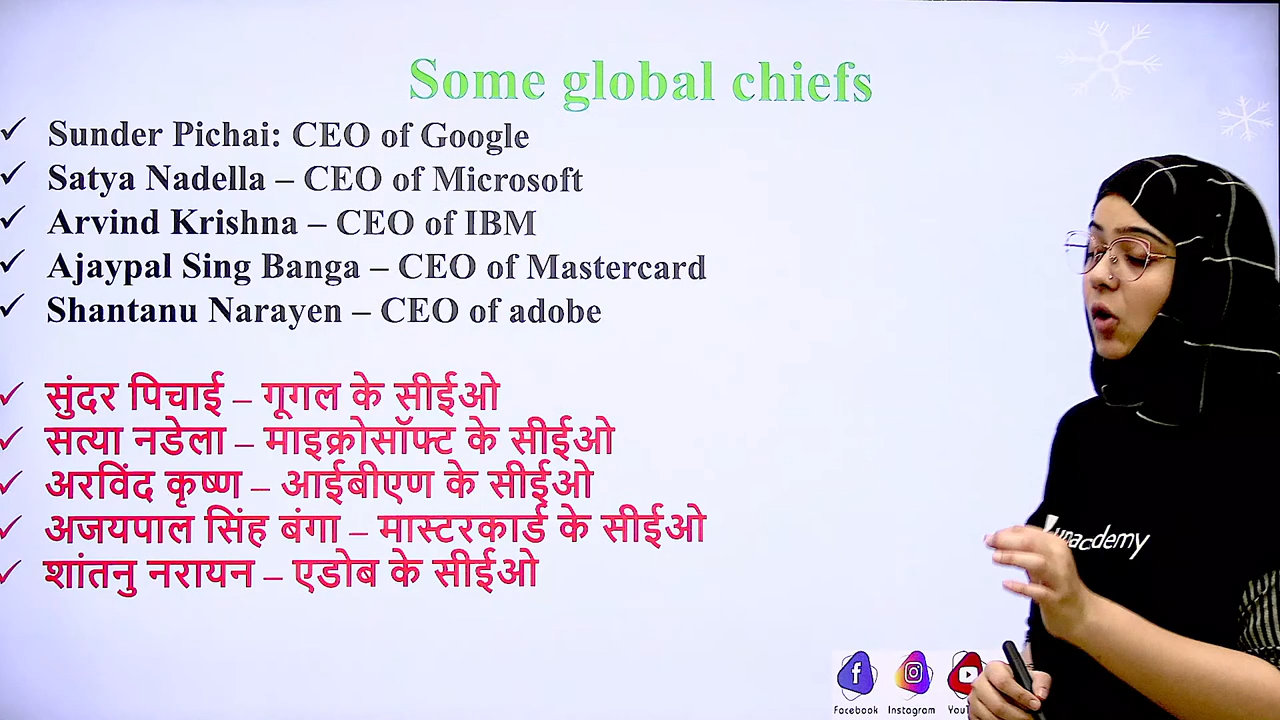 Some global chiefs
✓ Sunder Pichai: CEO of Google
✓ Satya Nadella – CEO of Microsoft
✓ Arvind Krishna – CEO of IBM
✓ Ajaypal Sing Banga – CEO of Mastercard
✓ Shantanu Narayen – CEO of adobe
✓ सुंदर पिचाई – गूगल के सीईओ
✓ सत्या नडेला – माइक्रोसॉफ्ट के सीईओ
✓ अरविंद कृष्ण – आईबीएण के सीईओ
✓ अजयपाल सिंह बंगा – मास्टरकार्ड के सीईओ
✓ शांतनु नरायन – एडोब के सीईओ
Facebook Instagram